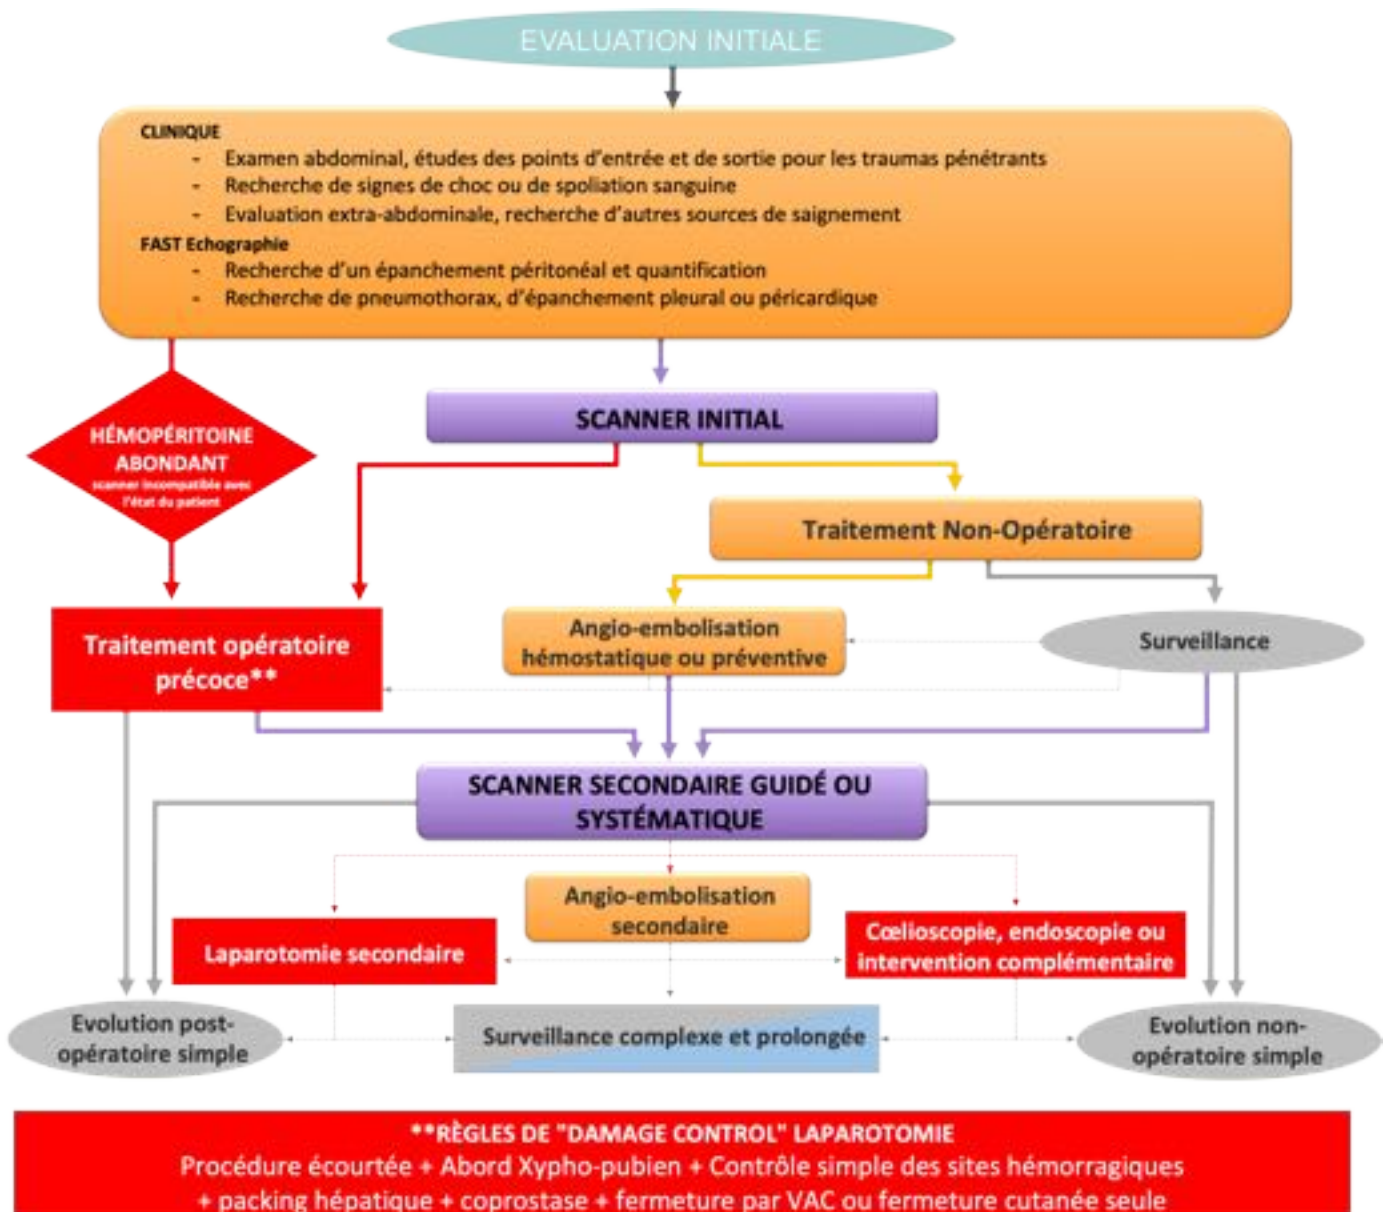 EVALUATION INITIALE
CLINIQUE
- Examen abdominal, études des points d'entrée et de sortie pour les traumas pénétrants
- Recherche de signes de choc ou de spoliation sanguine
- Evaluation extra-abdominale, recherche d'autres sources de saignement
FAST Echographie
- Recherche d'un épanchement péritonéal et quantification
- Recherche de pneumothorax, d'épanchement pleural ou péricardique
SCANNER INITIAL
HÉMOPÉRITOINE
ABONDANT
scanner incompatible avec
l'état du patient
Traitement Non-Opératoire
Traitement opératoire
précoce**
Angio-embolisation
hémostatique ou préventive
Surveillance
SCANNER SECONDAIRE GUIDÉ OU
SYSTÉMATIQUE
Angio-embolisation
secondaire
Laparotomie secondaire
Cœlioscopie, endoscopie ou
intervention complémentaire
Evolution post-
opératoire simple
Surveillance complexe et prolongée
Evolution non-
opératoire simple
**RÈGLES DE "DAMAGE CONTROL" LAPAROTOMIE
Procédure écourtée + Abord Xypho-pubien + Contrôle simple des sites hémorragiques
+ packing hépatique + coprostase + fermeture par VAC ou fermeture cutanée seule